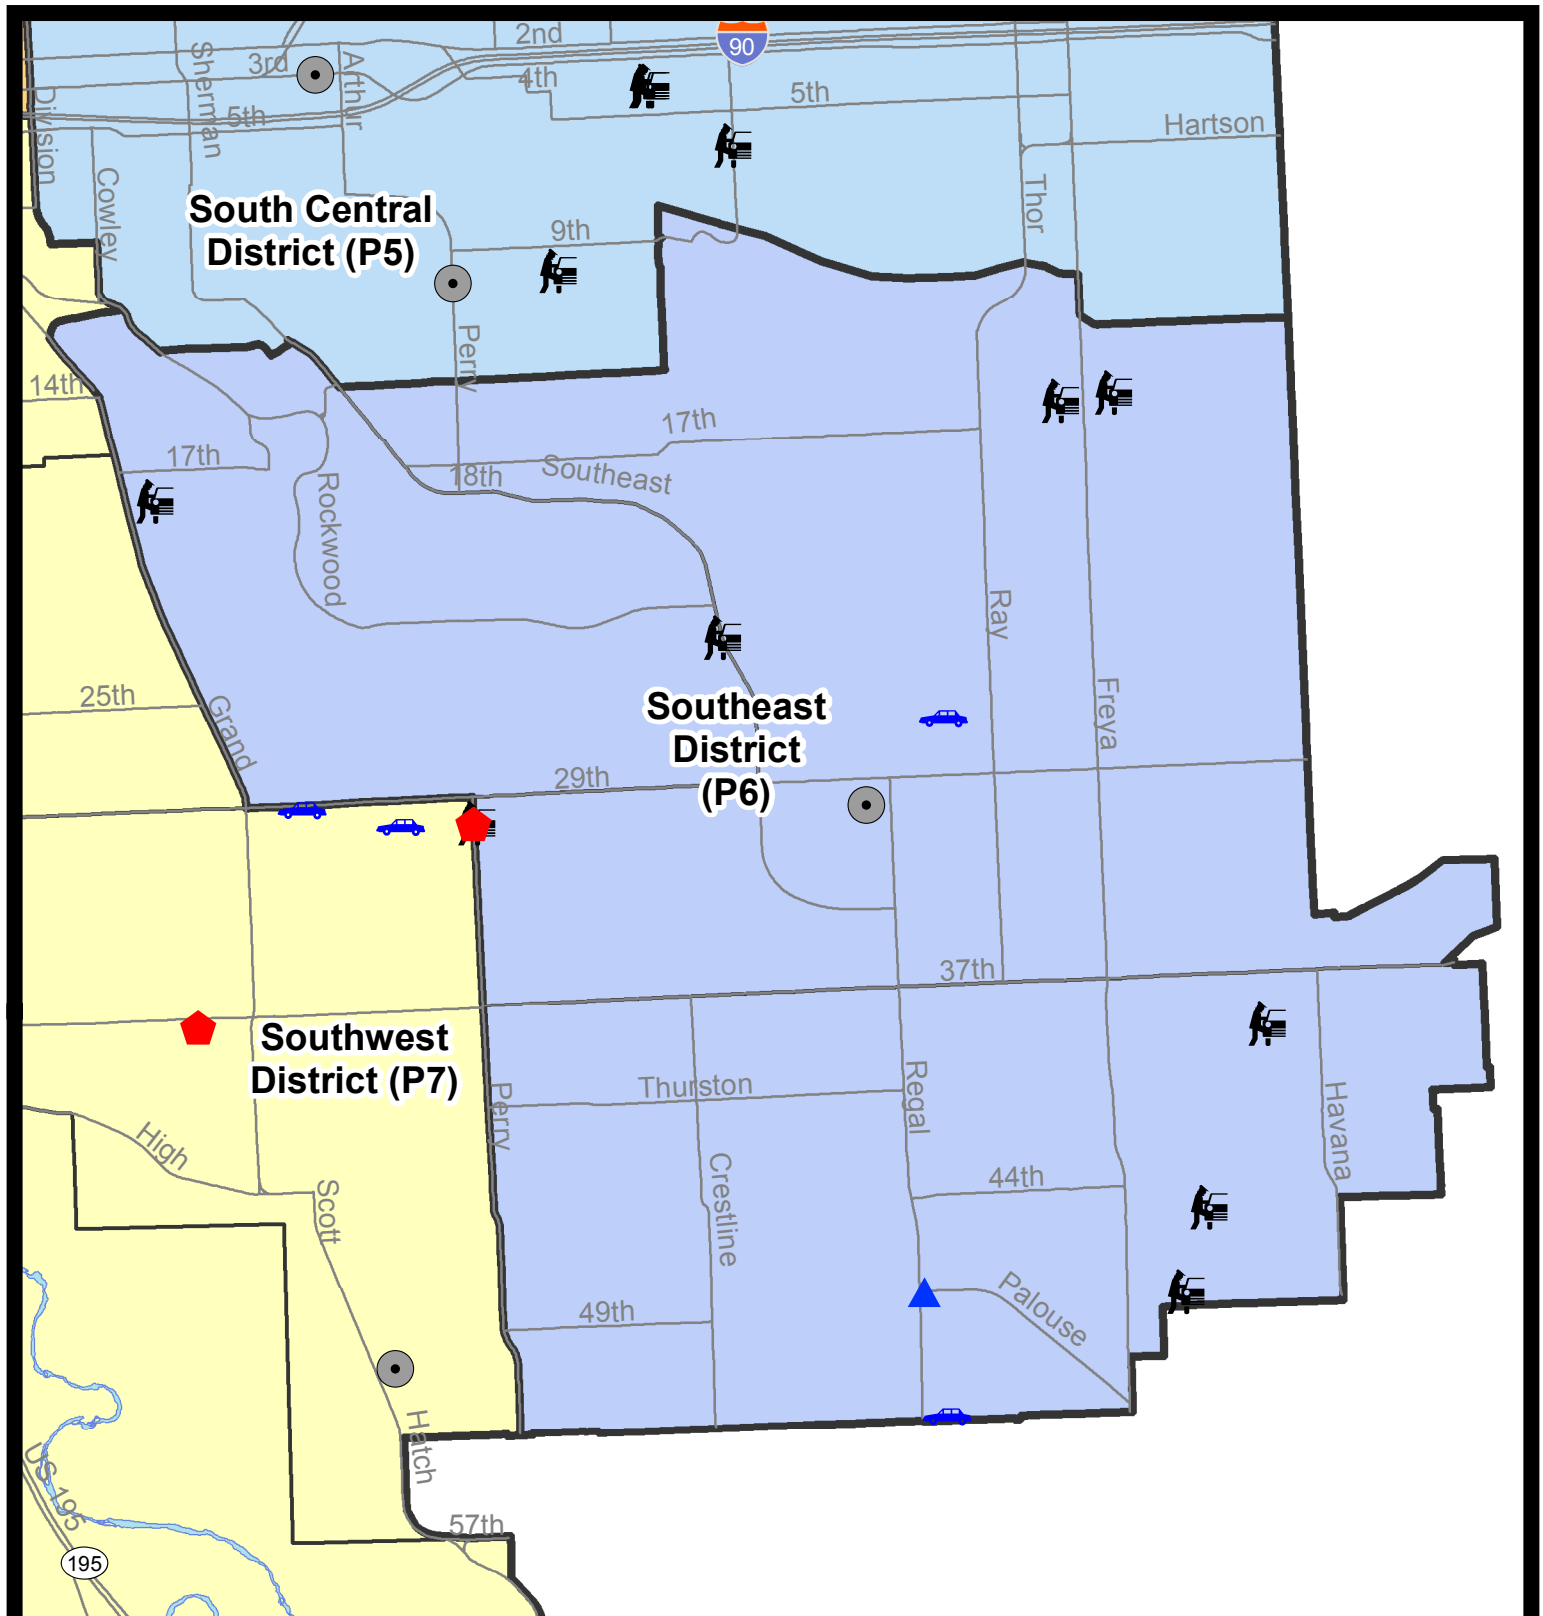 2nd
90
3rd
Sherman
Arthur
4th
5th
5th
Division
Hartson
Cowley
Thor
South Central
District (P5)
9th
Perry
14th
17th
17th
18th
Southeast
Rockwood
Ray
25th
Grand
Freya
Southeast
District
(P6)
29th
37th
Southwest
District (P7)
Thurston
Regal
Perry
Havana
High
Crestline
44th
Scott
Palouse
49th
Hatch
US 195
57th
195